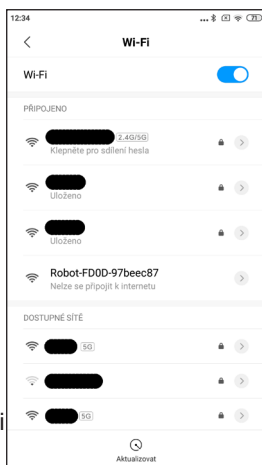 12:34
71
Wi-Fi
Wi-Fi
PŘIPOJENO
2.4G/5G
Klepněte pro sdílení hesla
Uloženo
Uloženo
Robot-FD0D-97beec87
Nelze se připojit k internetu
DOSTUPNÉ SÍTĚ
5G
5G
i
Aktualizovat